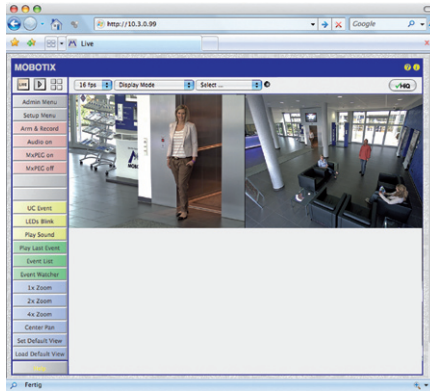 http://10.3.0.99
Google
Live
MOBOTIX
LIVE
16 fps
Display Mode
Select ...
HQ
Admin Menu
Setup Menu
Arm & Record
Audio on
MxPEG on
MxPEG off
UC Event
LEDs Blink
Play Sound
Play Last Event
Event List
Event Watcher
1x Zoom
2x Zoom
4x Zoom
Center Pan
Set Default View
Load Default View
Fertig